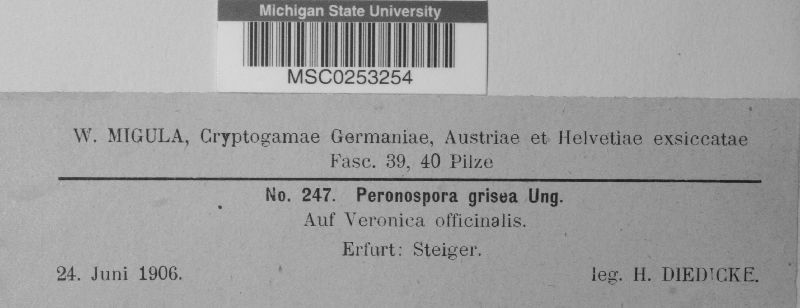 Michigan State University
MSC0253254
W. MIGULA, Cryptogamae Germaniae, Austriae et Helvetiae exsiccatae
Fasc. 39, 40 Pilze
No. 247. Peronospora grisea Ung.
Auf Veronica officinalis.
Erfurt: Steiger.
24. Juni 1906. leg. H. DIEDICKE.